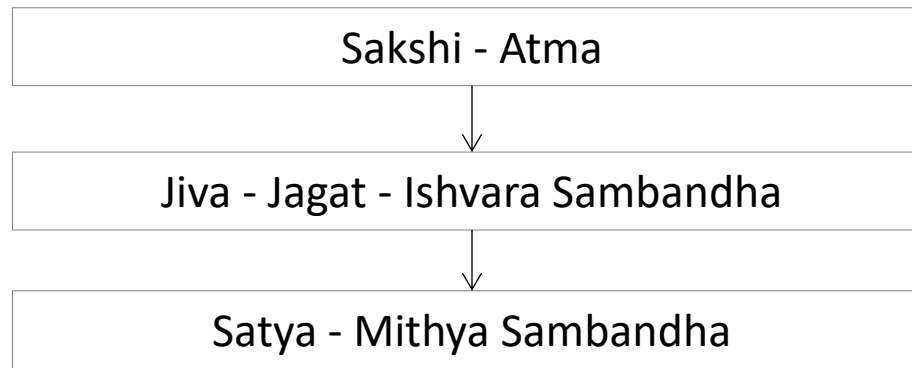 Sakshi - Atma
Jiva - Jagat - Ishvara Sambandha
Satya - Mithya Sambandha